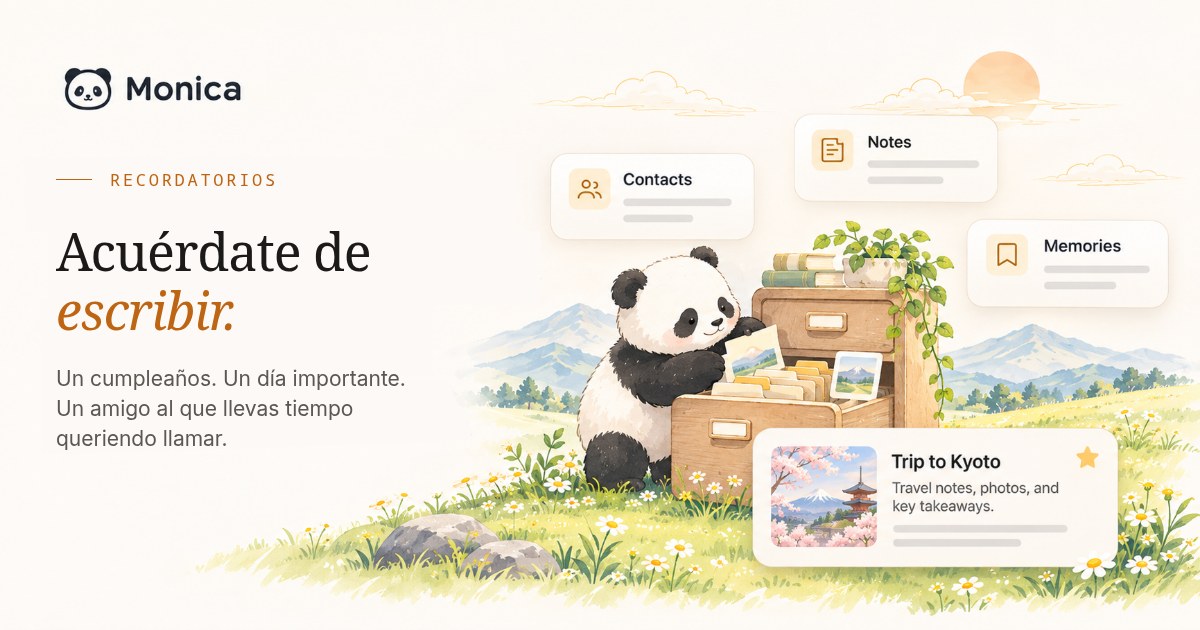 Monica
RECORDATORIOS
Acuérdate de
escribir.
Un cumpleaños. Un día importante.
Un amigo al que llevas tiempo
queriendo llamar.
Contacts
Notes
Memories
Trip to Kyoto
Travel notes, photos, and
key takeaways.